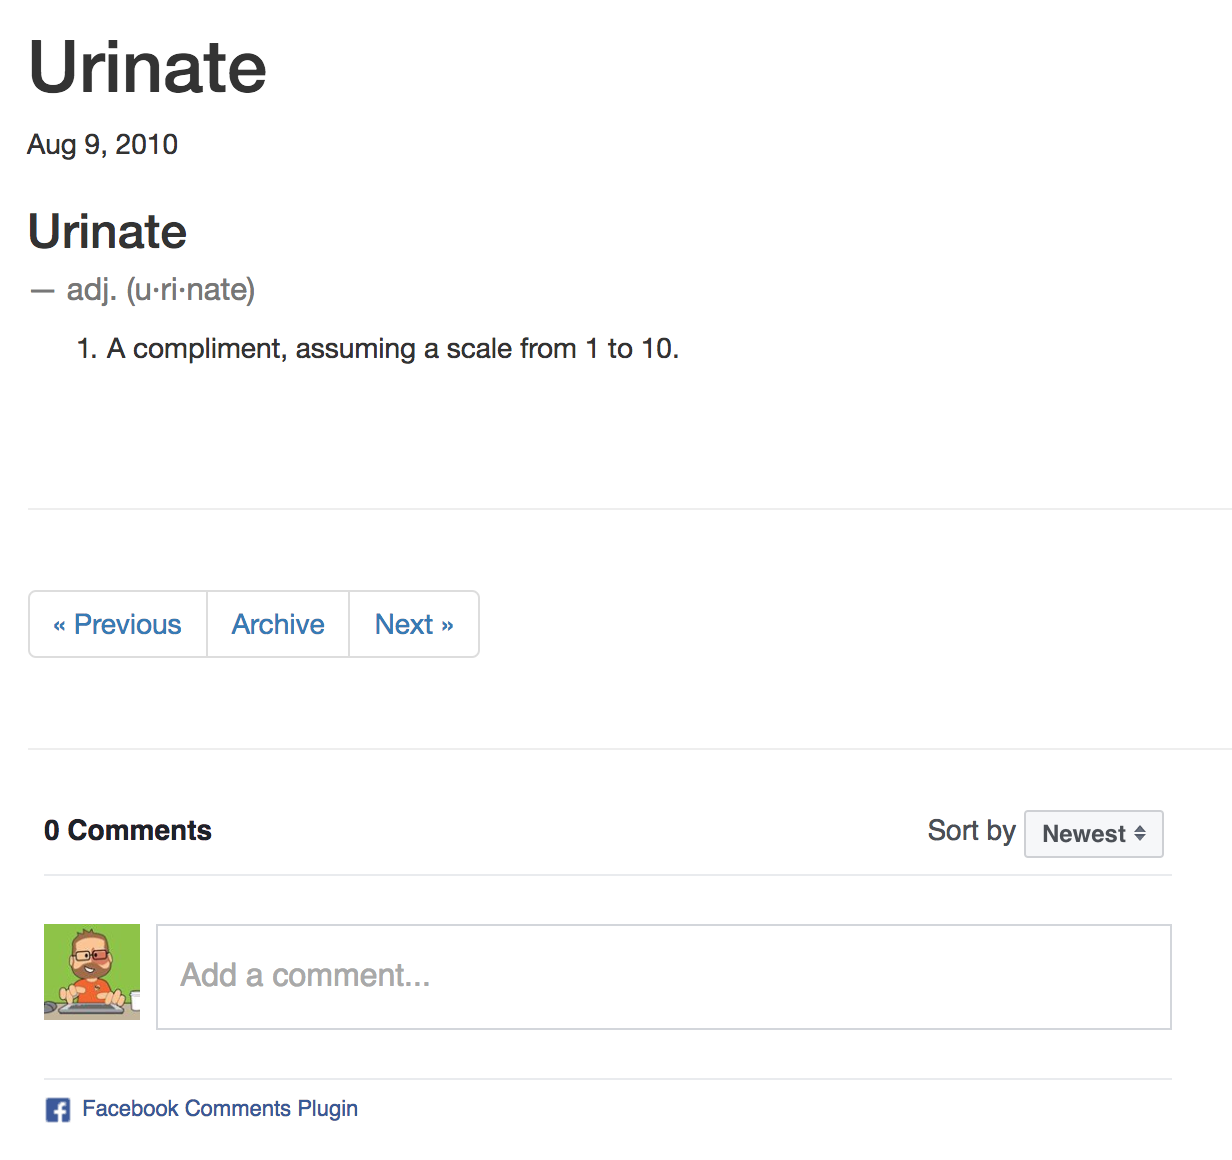 Urinate
Aug 9, 2010
Urinate
— adj. (u·ri·nate)
1. A compliment, assuming a scale from 1 to 10.
« Previous Archive Next »
0 Comments Sort by Newest
Add a comment...
Facebook Comments Plugin